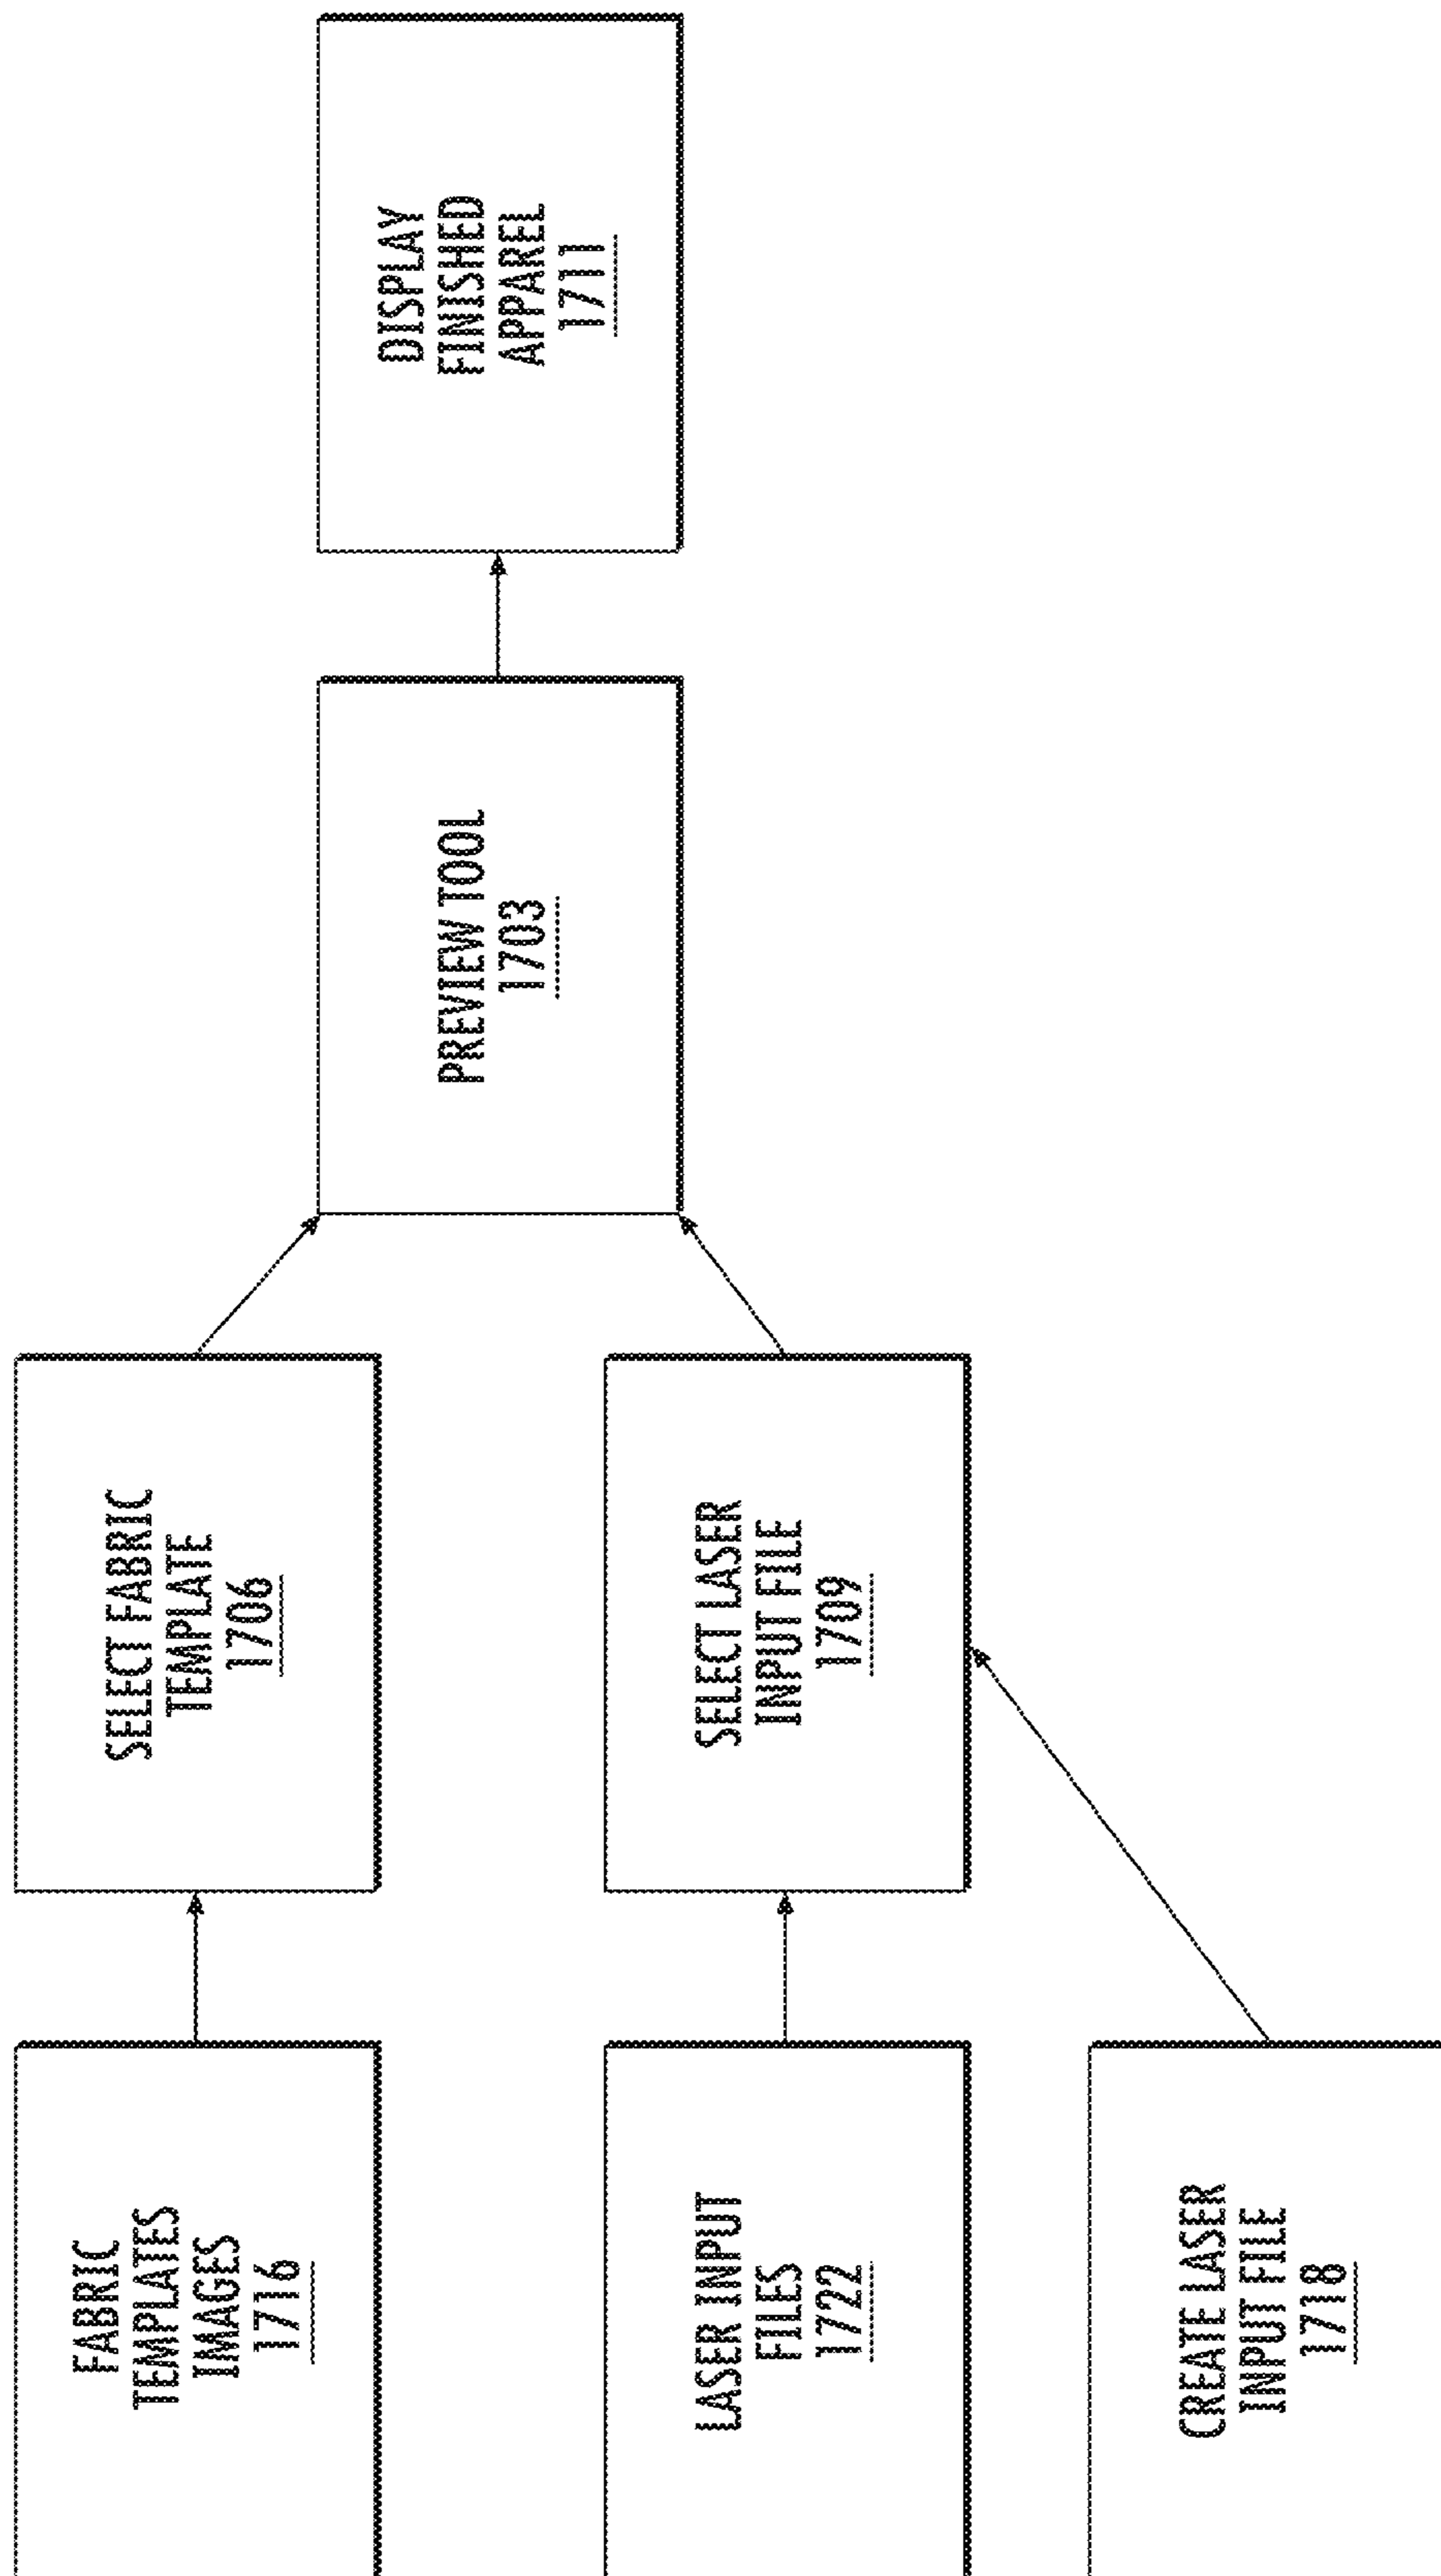 FABRIC
TEMPLATES
IMAGES
1716
SELECT FABRIC
TEMPLATE
1706
LASER INPUT
FILES
1722
SELECT LASER
INPUT FILE
1709
CREATE LASER
INPUT FILE
1718
PREVIEW TOOL
1703
DISPLAY
FINISHED
APPAREL
1711